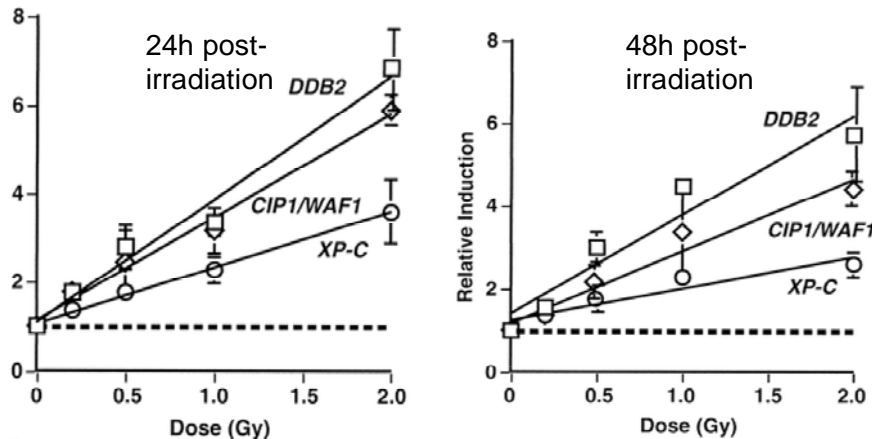 8
6
4
2
0
24h post-
irradiation
DDB2
CIP1/WAF1
XP-C
0
0.5
1.0
1.5
2.0
Dose (Gy)
Relative Induction
8
6
4
2
0
48h post-
irradiation
DDB2
CIP1/WAF1
XP-C
0
0.5
1.0
1.5
2.0
Dose (Gy)